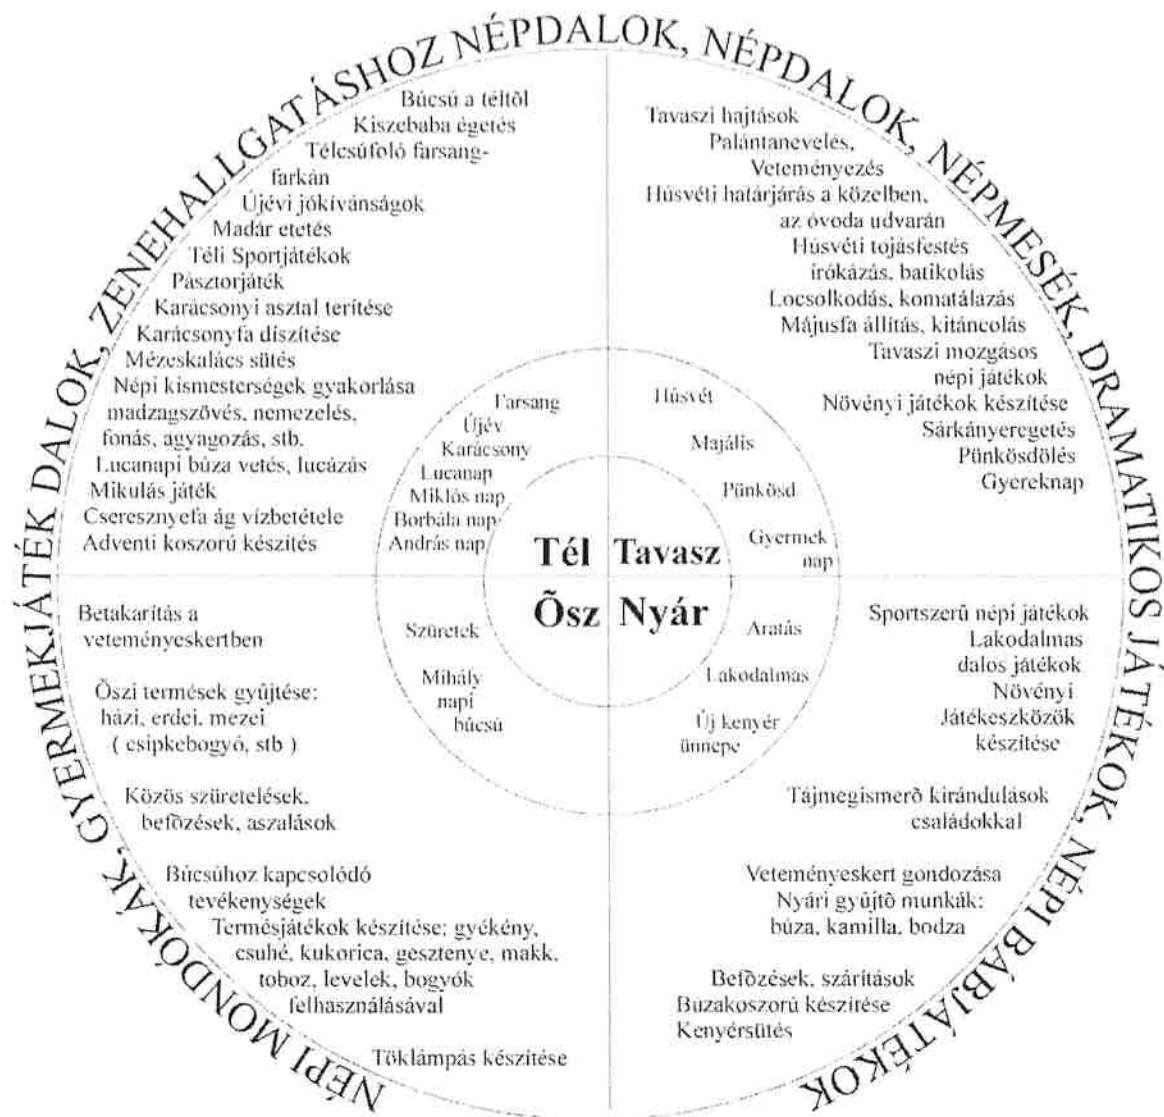 NÉPI MONDÓKÁK, GYERMEKJÁTÉK DALOK, ZENEHALLGATÁSHOZ NÉPDALOK, NÉPDALOK, NÉPMESÉK, DRAMATIKOS JÁTÉKOK, NÉPI BÁBJÁTÉKOK
Búcsú a téltõl
Kiszebaba égetés
Télcsúfoló farsang-
farkán
Újévi jókívánságok
Madár etetés
Téli Sportjátékok
Pásztorjáték
Karácsonyi asztal terítése
Karácsonyfa díszítése
Mézeskalács sütés
Népi kismesterségek gyakorlása
madzagszövés, nemezelés,
fonás, agyagozás, stb.
Lucanapi búza vetés, lucázás
Mikulás játék
Cseresznyefa ág vízbetétele
Adventi koszorú készítés
Farsang
Újév
Karácsony
Lucanap
Miklós nap
Borbála nap
András nap
Tél
Tavaszi hajtások
Palántanevelés,
Veteményezés
Húsvéti határjárás a közelben,
az óvoda udvarán
Húsvéti tojásfestés
írókázás, batikolás
Locsolkodás, komatálazás
Májusfa állítás, kitáncolás
Tavaszi mozgásos
népi játékok
Növényi játékok készítése
Sárkányeregetés
Pünkösdölés
Gyereknap
Húsvét
Majális
Pünkösd
Gyermek
nap
Tavasz
Õsz
Szüretek
Mihály
napi
búcsú
Betakarítás a
veteményeskertben
Õszi termések gyûjtése:
házi, erdei, mezei
( csipkebogyó, stb )
Közös szüretelések,
befõzések, aszalások
Búcsúhoz kapcsolódó
tevékenységek
Termésjátékok készítése; gyékény,
csuhé, kukorica, gesztenye, makk,
toboz, levelek, bogyók
felhasználásával
Töklámpás készítése
Nyár
Aratás
Lakodalmas
Új kenyér
ünnepe
Sportszerû népi játékok
Lakodalmas
dalos játékok
Növényi
Játékeszközök
készítése
Tájmegismerõ kirándulások
családokkal
Veteményeskert gondozása
Nyári gyûjtõ munkák:
búza, kamilla, bodza
Befõzések, szárítások
Búzakoszorú készítése
Kenyérsütés